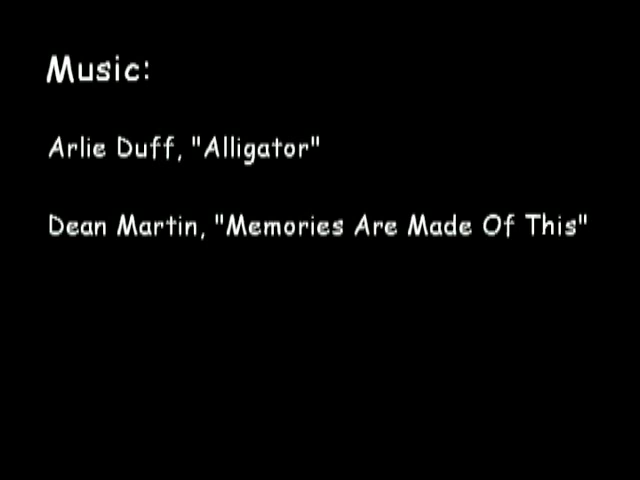 Music:
Arlie Duff, "Alligator"
Dean Martin, "Memories Are Made Of This"